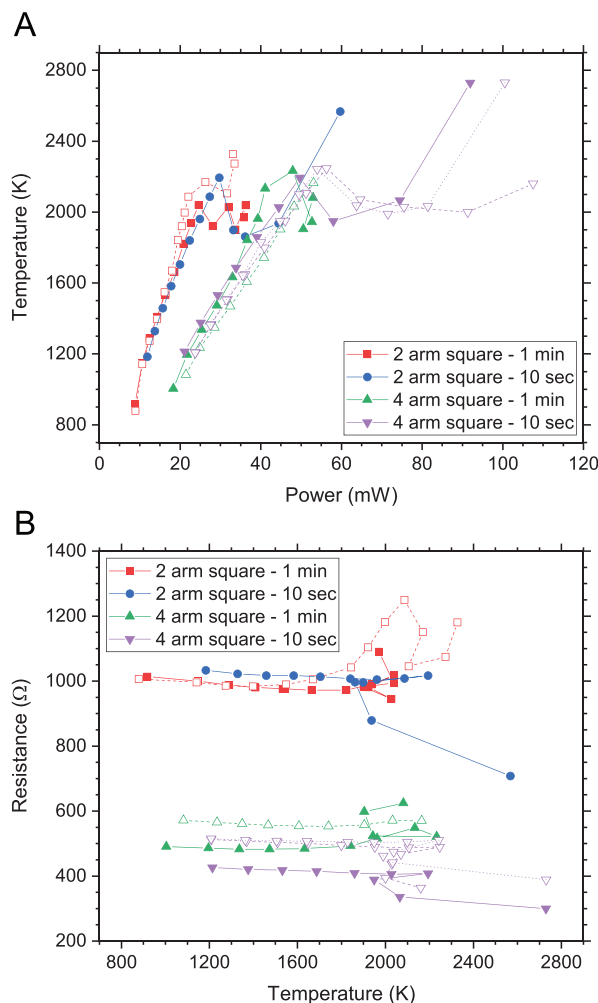 A
2800
2400
2000
1600
1200
800
Temperature (K)
2 arm square - 1 min
2 arm square - 10 sec
4 arm square - 1 min
4 arm square - 10 sec
0 20 40 60 80 100 120
Power (mW)
B
1400
1200
1000
800
600
400
200
Resistance (Ω)
2 arm square - 1 min
2 arm square - 10 sec
4 arm square - 1 min
4 arm square - 10 sec
800 1200 1600 2000 2400 2800
Temperature (K)